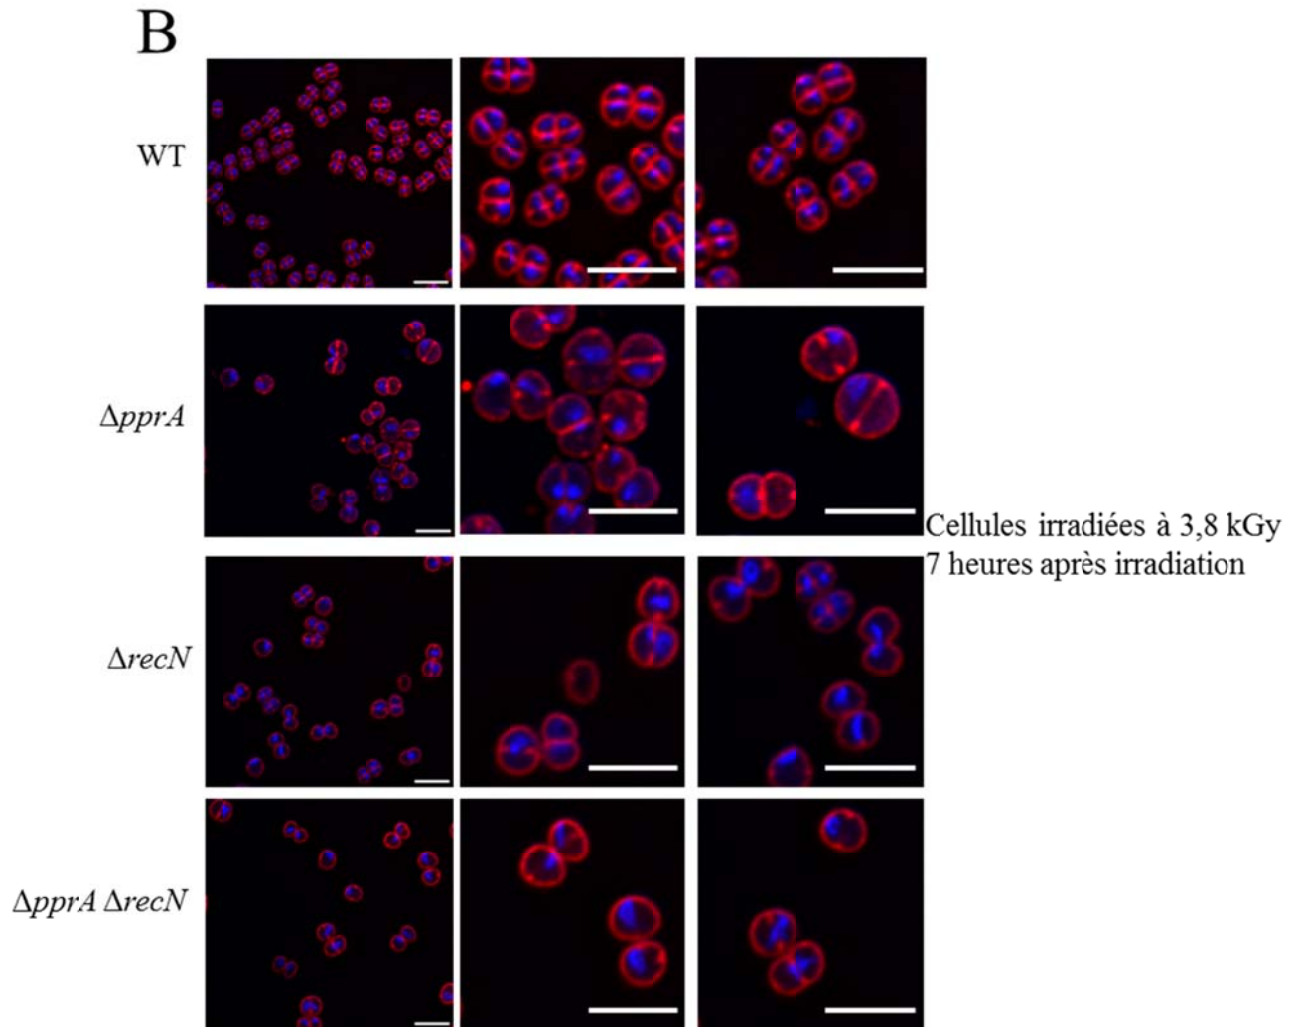 B
WT
ΔpprA
Cellules irradiées à 3,8 kGy
7 heures après irradiation
ΔrecN
ΔpprA ΔrecN